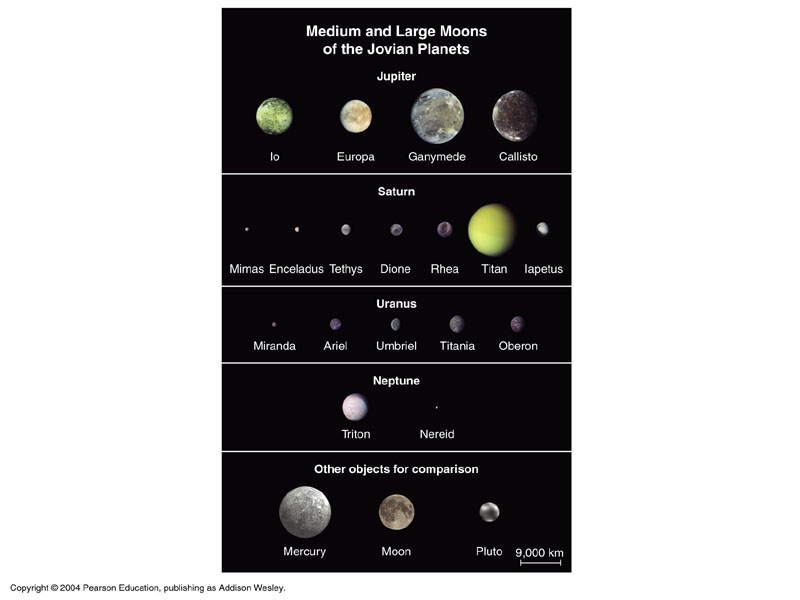 Medium and Large Moons
of the Jovian Planets
Jupiter
Io Europa Ganymede Callisto
Saturn
Mimas Enceladus Tethys Dione Rhea Titan Iapetus
Uranus
Miranda Ariel Umbriel Titania Oberon
Neptune
Triton Nereid
Other objects for comparison
Mercury Moon Pluto 9,000 km
Copyright © 2004 Pearson Education, publishing as Addison Wesley.